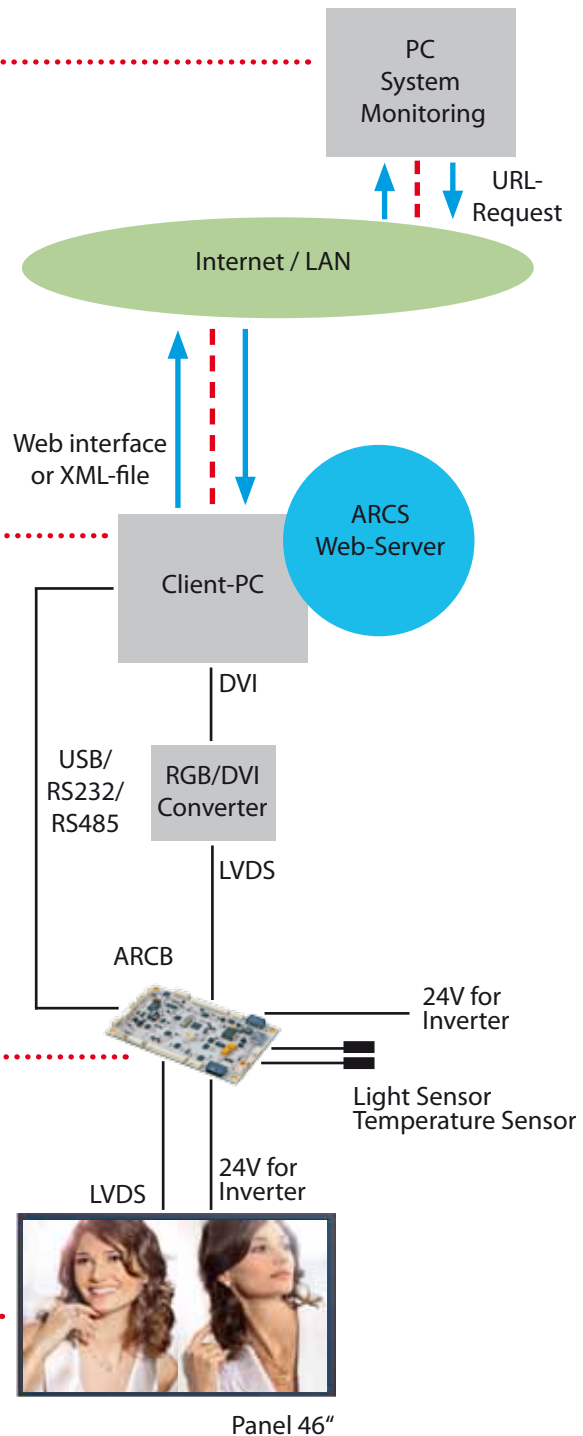 PC
System
Monitoring
URL-
Request
Internet / LAN
Web interface
or XML-file
ARCS
Web-Server
Client-PC
DVI
USB/
RS232/
RS485
RGB/DVI
Converter
LVDS
ARCB
24V for
Inverter
Light Sensor
Temperature Sensor
LVDS
24V for
Inverter
Panel 46“